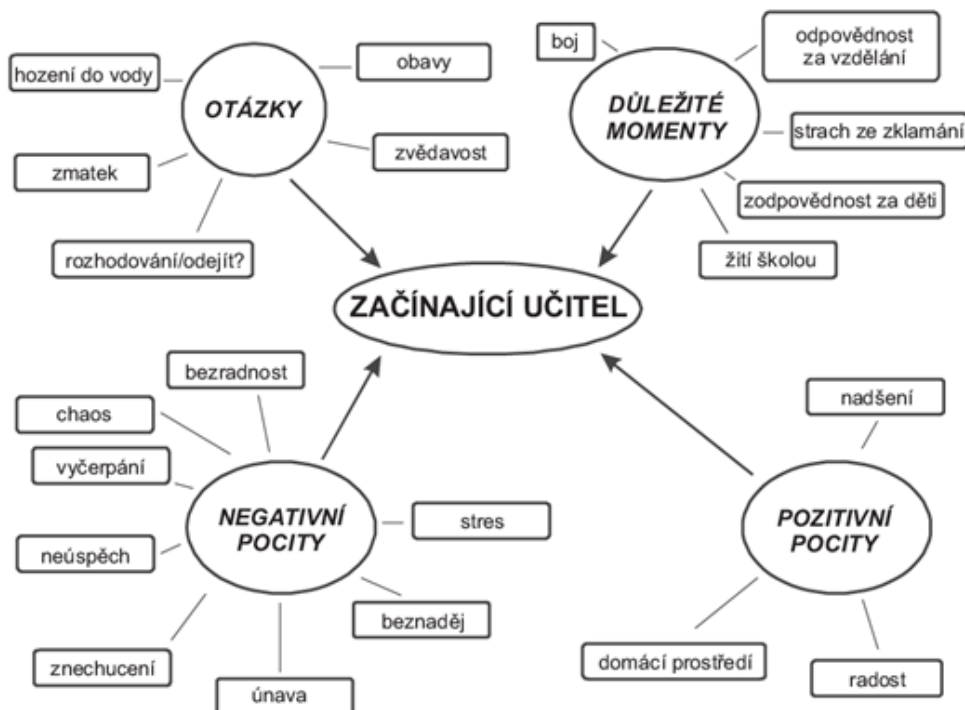 hození do vody
obavy
OTÁZKY
zvědavost
zmatek
rozhodování/odejít?
boj
odpovědnost
za vzdělání
DŮLEŽITÉ
MOMENTY
strach ze zklamání
zodpovědnost za děti
žití školou
ZAČÍNAJÍCÍ UČITEL
bezradnost
chaos
vyčerpání
NEGATIVNÍ
POCITY
stres
neúspěch
beznaděj
znechucení
únava
nadšení
POZITIVNÍ
POCITY
domácí prostředí
radost